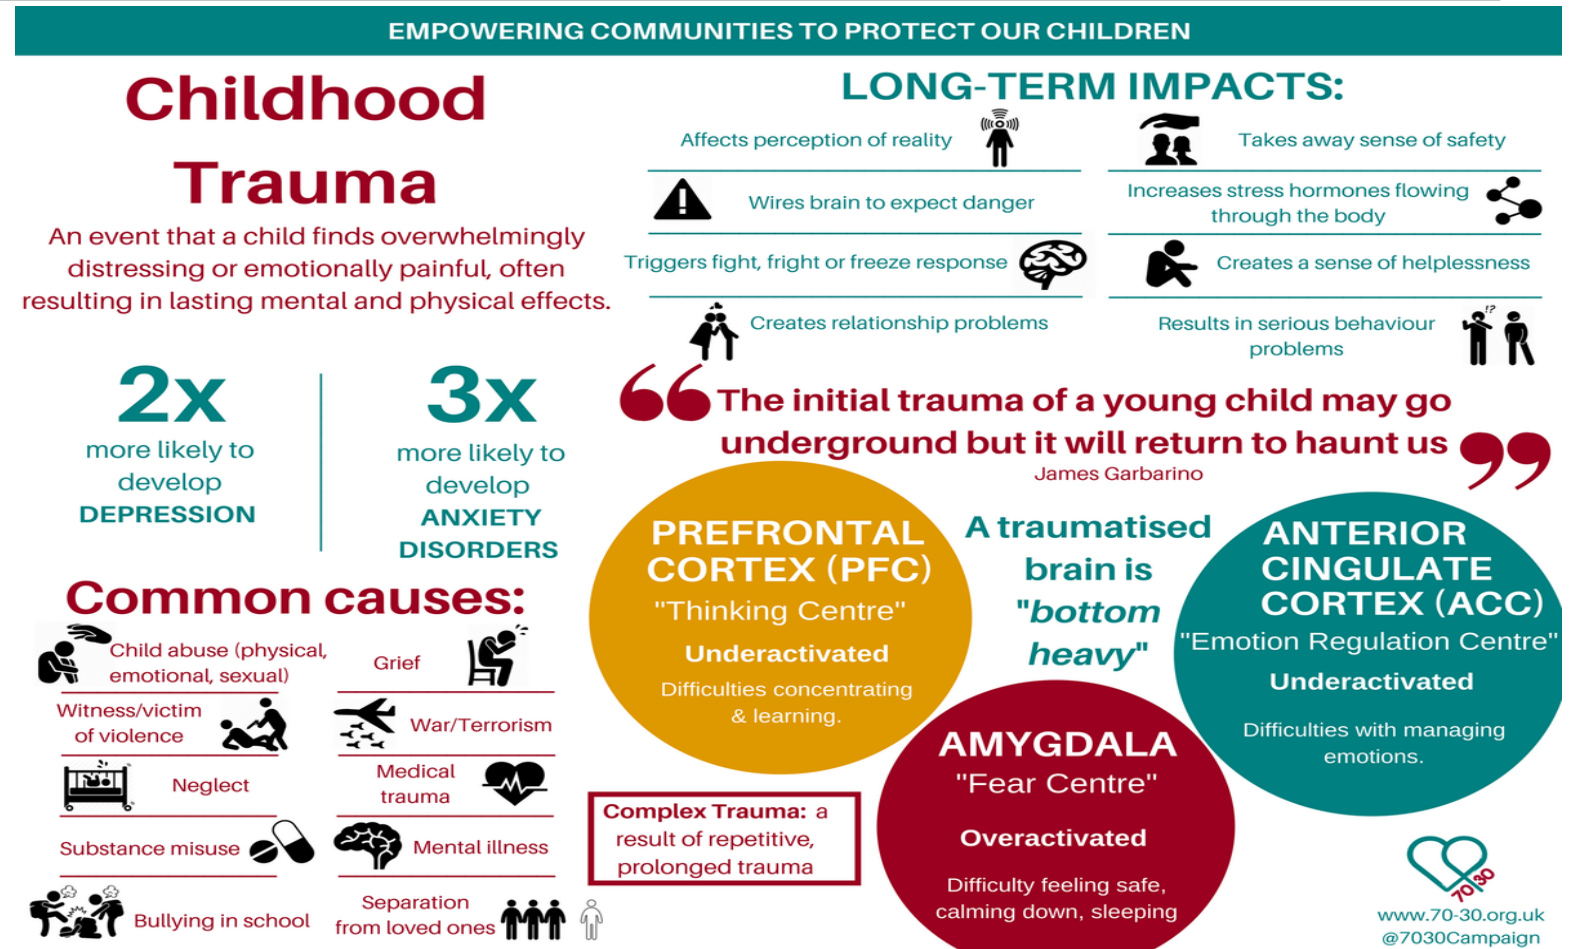 EMPOWERING COMMUNITIES TO PROTECT OUR CHILDREN
Childhood
Trauma
An event that a child finds overwhelmingly
distressing or emotionally painful, often
resulting in lasting mental and physical effects.
2x
more likely to
develop
DEPRESSION
3x
more likely to
develop
ANXIETY
DISORDERS
Common causes:
Child abuse (physical,
emotional, sexual)
Grief
Witness/victim
of violence
War/Terrorism
Neglect
Medical
trauma
Substance misuse
Mental illness
Bullying in school
Separation
from loved ones
LONG-TERM IMPACTS:
Affects perception of reality
Takes away sense of safety
Wires brain to expect danger
Increases stress hormones flowing
through the body
Triggers fight, fright or freeze response
Creates a sense of helplessness
Creates relationship problems
!?
Results in serious behaviour
problems
“The initial trauma of a young child may go
underground but it will return to haunt us”
James Garbarino
PREFRONTAL
CORTEX (PFC)
"Thinking Centre"
Underactivated
Difficulties concentrating
& learning.
A traumatised
brain is
"bottom
heavy"
ANTERIOR
CINGULATE
CORTEX (ACC)
"Emotion Regulation Centre"
Underactivated
Difficulties with managing
emotions.
AMYGDALA
"Fear Centre"
Overactivated
Difficulty feeling safe,
calming down, sleeping
Complex Trauma: a
result of repetitive,
prolonged trauma
70/30
www.70-30.org.uk
@7030Campaign